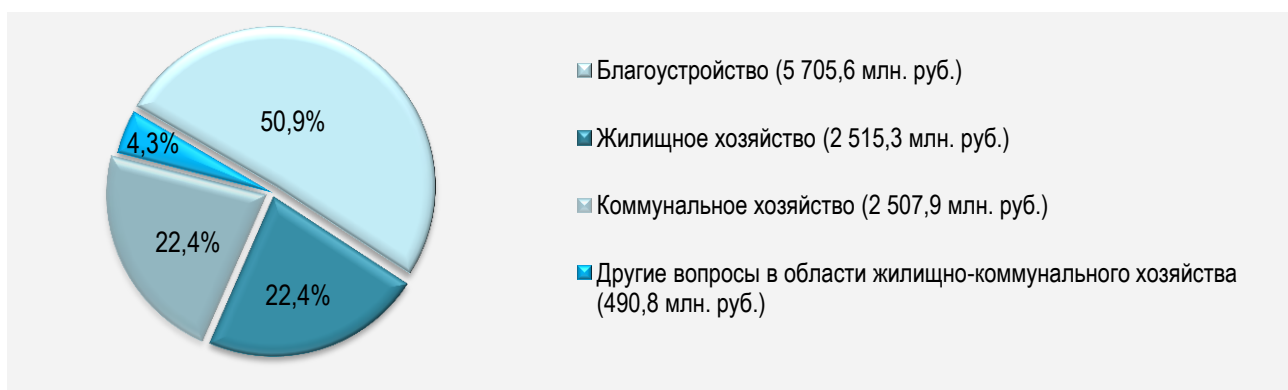 50,9%
4,3%
22,4%
22,4%
Благоустройство (5 705,6 млн. руб.)
Жилищное хозяйство (2 515,3 млн. руб.)
Коммунальное хозяйство (2 507,9 млн. руб.)
Другие вопросы в области жилищно-коммунального хозяйства
(490,8 млн. руб.)